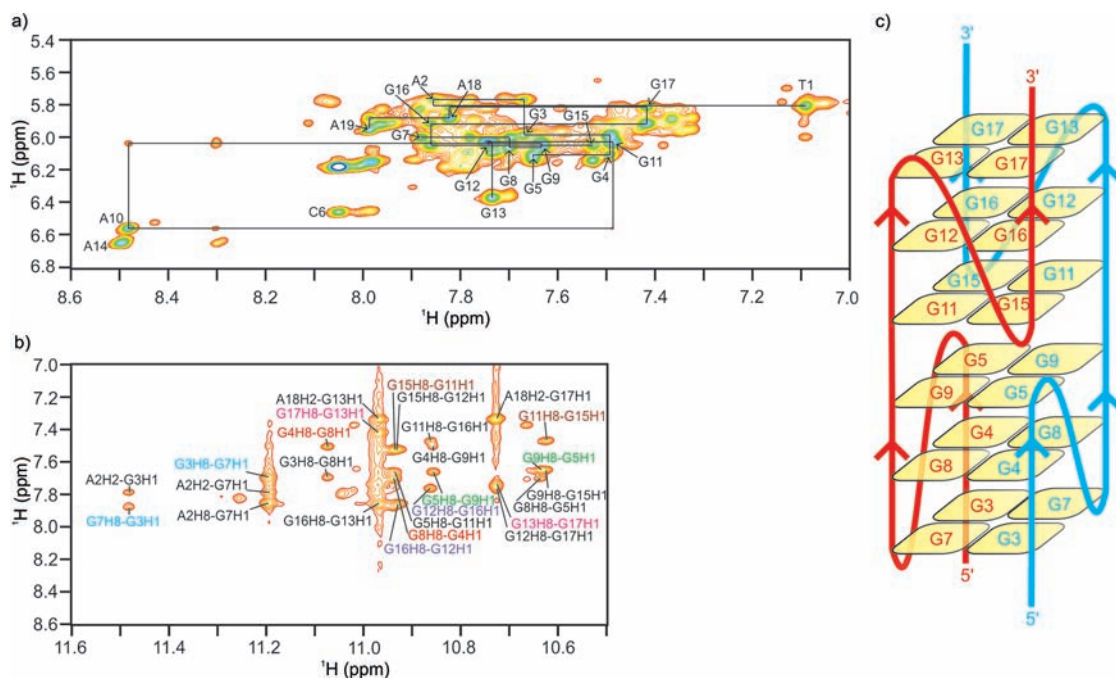 a)
5.4
5.6
5.8
6.0
6.2
6.4
6.6
6.8
¹H (ppm)
A2
A18
G16
G17
T1
A19
G3
G15
G7
G12
G8
G5
G9
G4
G11
G13
C6
A10
A14
8.6
8.4
8.2
8.0
7.8
7.6
7.4
7.2
7.0
¹H (ppm)
b)
7.0
7.2
7.4
7.6
7.8
8.0
8.2
8.4
8.6
¹H (ppm)
G15H8-G11H1
A18H2-G13H1
G15H8-G12H1
A18H2-G17H1
G17H8-G13H1
G11H8-G16H1
G11H8-G15H1
G4H8-G8H1
G4H8-G9H1
G9H8-G5H1
G3H8-G7H1
G3H8-G8H1
A2H2-G3H1
A2H2-G7H1
G5H8-G9H1
G9H8-G15H1
G12H8-G16H1
G8H8-G5H1
A2H8-G7H1
G7H8-G3H1
G16H8-G13H1
G5H8-G11H1
G13H8-G17H1
G8H8-G4H1
G12H8-G17H1
G16H8-G12H1
11.6
11.4
11.2
11.0
10.8
10.6
¹H (ppm)
c)
3'
3'
G17
G13
G13
G17
G16
G12
G12
G16
G15
G11
G11
G15
G5
G9
G9
G5
G4
G8
G8
G4
G3
G7
G7
G3
5'
5'